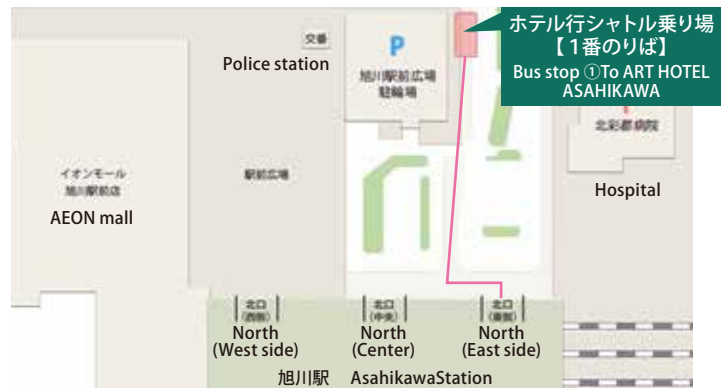 ホテル行シャトル乗り場
【1番のりば】
Bus stop ①To ART HOTEL
ASAHIKAWA
交番
Police station
P
旭川駅前広場
駐輪場
北彩都病院
Hospital
イオンモール
旭川駅前店
AEON mall
駅前広場
北口
(西側)
North
(West side)
北口
(中央)
North
(Center)
北口
(東側)
North
(East side)
旭川駅 AsahikawaStation